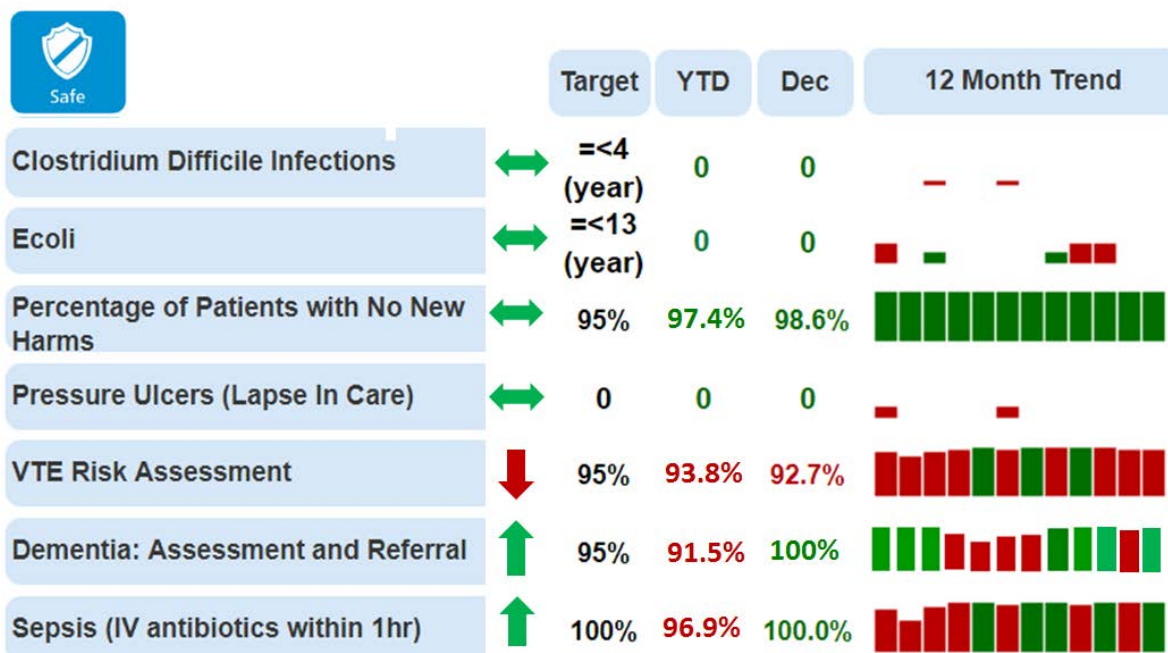 Safe
Target YTD Dec 12 Month Trend
Clostridium Difficile Infections =<4 (year) 0 0
Ecoli =<13 (year) 0 0
Percentage of Patients with No New
Harms 95% 97.4% 98.6%
Pressure Ulcers (Lapse In Care) 0 0 0
VTE Risk Assessment 95% 93.8% 92.7%
Dementia: Assessment and Referral 95% 91.5% 100%
Sepsis (IV antibiotics within 1hr) 100% 96.9% 100.0%